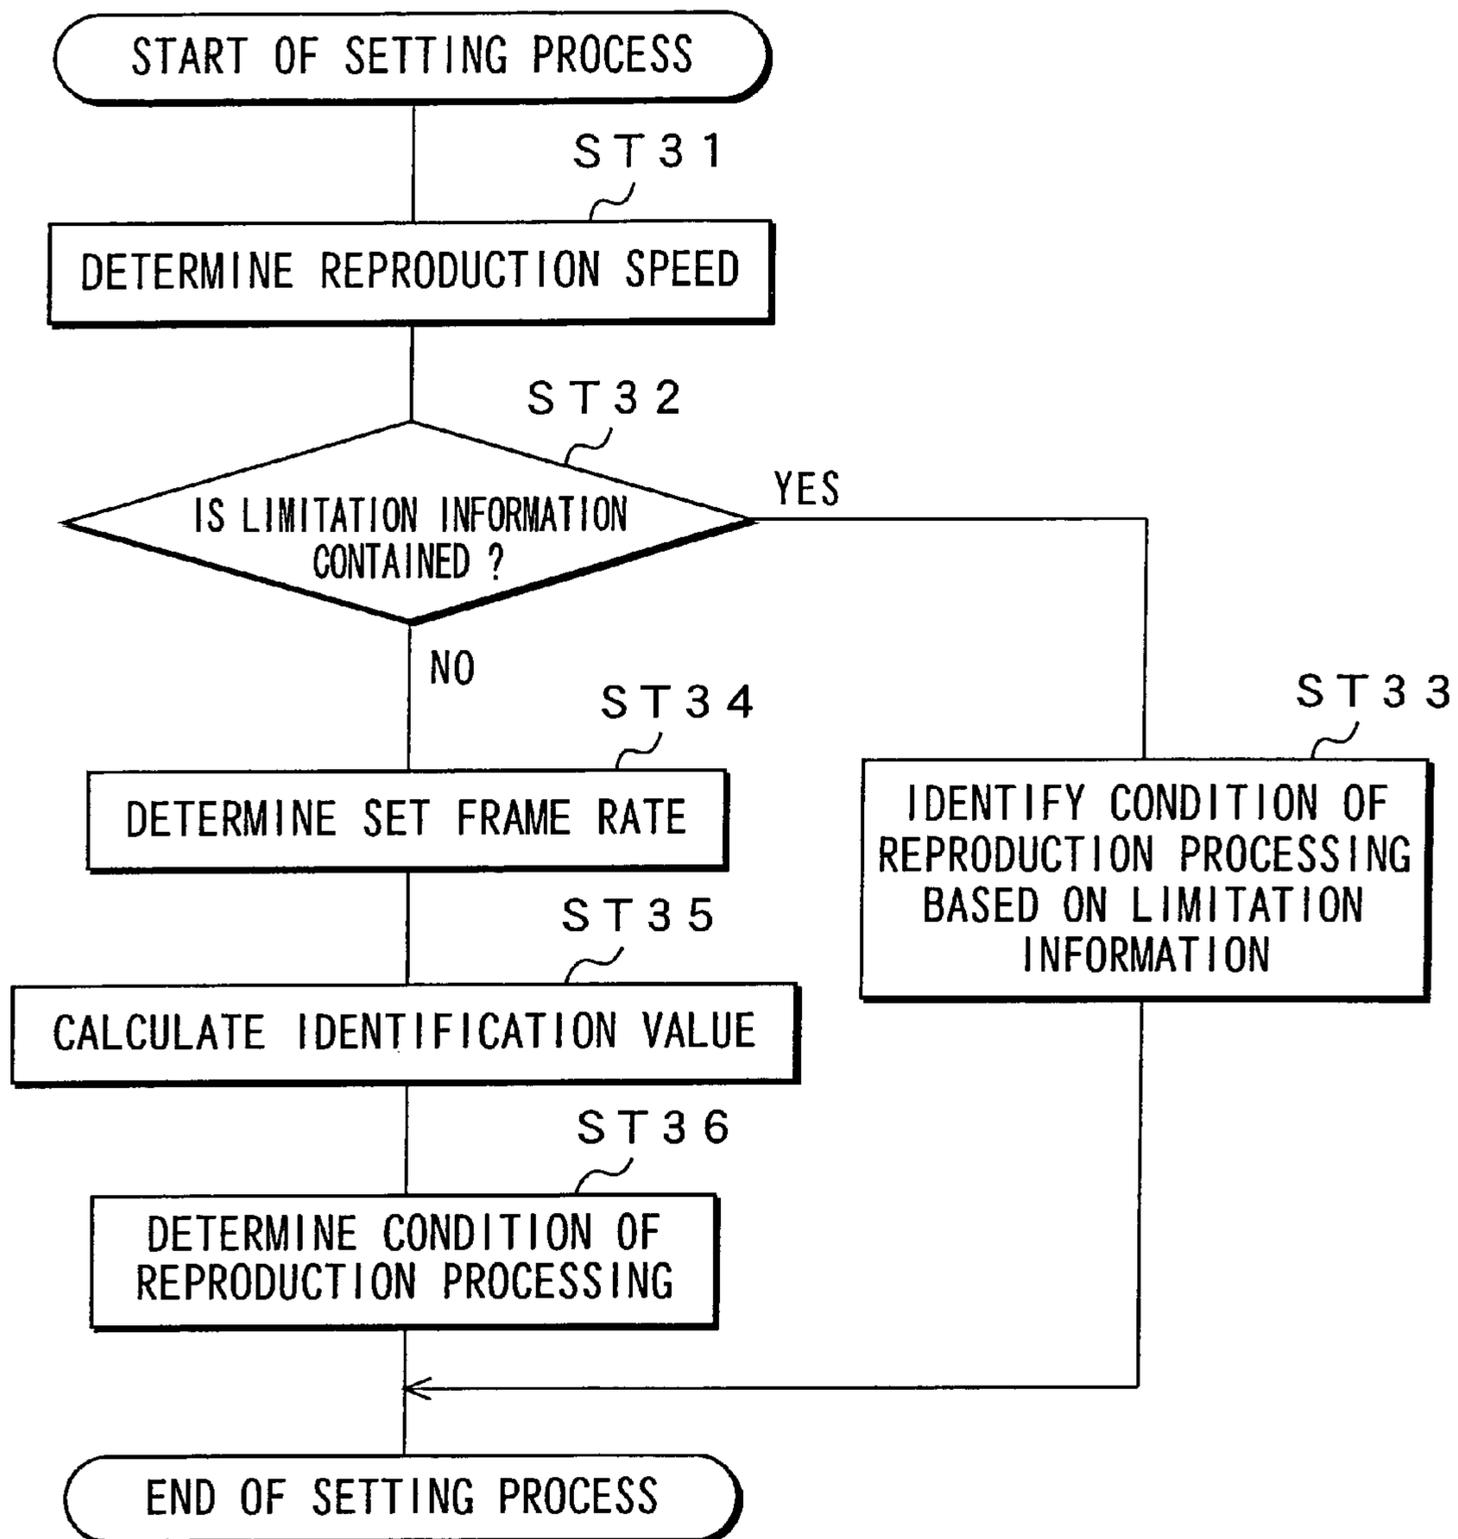 START OF SETTING PROCESS
ST31
DETERMINE REPRODUCTION SPEED
ST32
IS LIMITATION INFORMATION
CONTAINED ?
YES
NO
ST34
DETERMINE SET FRAME RATE
ST33
IDENTIFY CONDITION OF
REPRODUCTION PROCESSING
BASED ON LIMITATION
INFORMATION
ST35
CALCULATE IDENTIFICATION VALUE
ST36
DETERMINE CONDITION OF
REPRODUCTION PROCESSING
END OF SETTING PROCESS